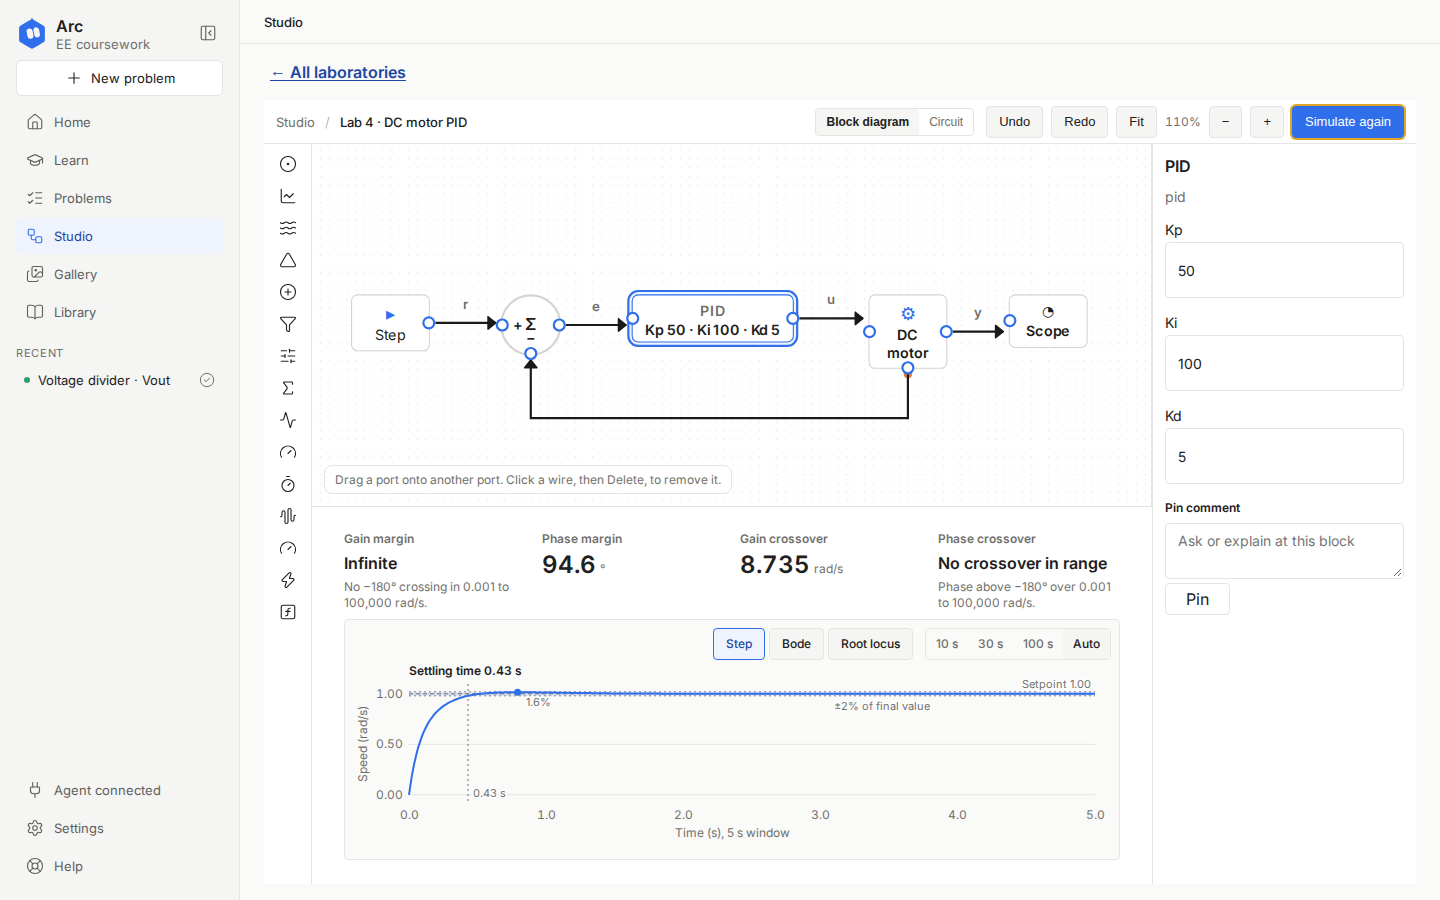 Arc
EE coursework
New problem
Home
Learn
Problems
Studio
Gallery
Library
RECENT
Voltage divider · Vout
Agent connected
Settings
Help
Studio
← All laboratories
Studio / Lab 4 · DC motor PID
Block diagram
Circuit
Undo
Redo
Fit
110%
−
+
Simulate again
Step
r
+ Σ
−
e
PID
Kp 50 · Ki 100 · Kd 5
u
DC
motor
y
Scope
Drag a port onto another port. Click a wire, then Delete, to remove it.
Gain margin
Infinite
No −180° crossing in 0.001 to
100,000 rad/s.
Phase margin
94.6 °
Gain crossover
8.735 rad/s
Phase crossover
No crossover in range
Phase above −180° over 0.001
to 100,000 rad/s.
Step
Bode
Root locus
10 s
30 s
100 s
Auto
Settling time 0.43 s
Setpoint 1.00
1.00
1.6%
±2% of final value
Speed (rad/s)
0.50
0.00
0.43 s
0.0
1.0
2.0
3.0
4.0
5.0
Time (s), 5 s window
PID
pid
Kp
50
Ki
100
Kd
5
Pin comment
Ask or explain at this block
Pin